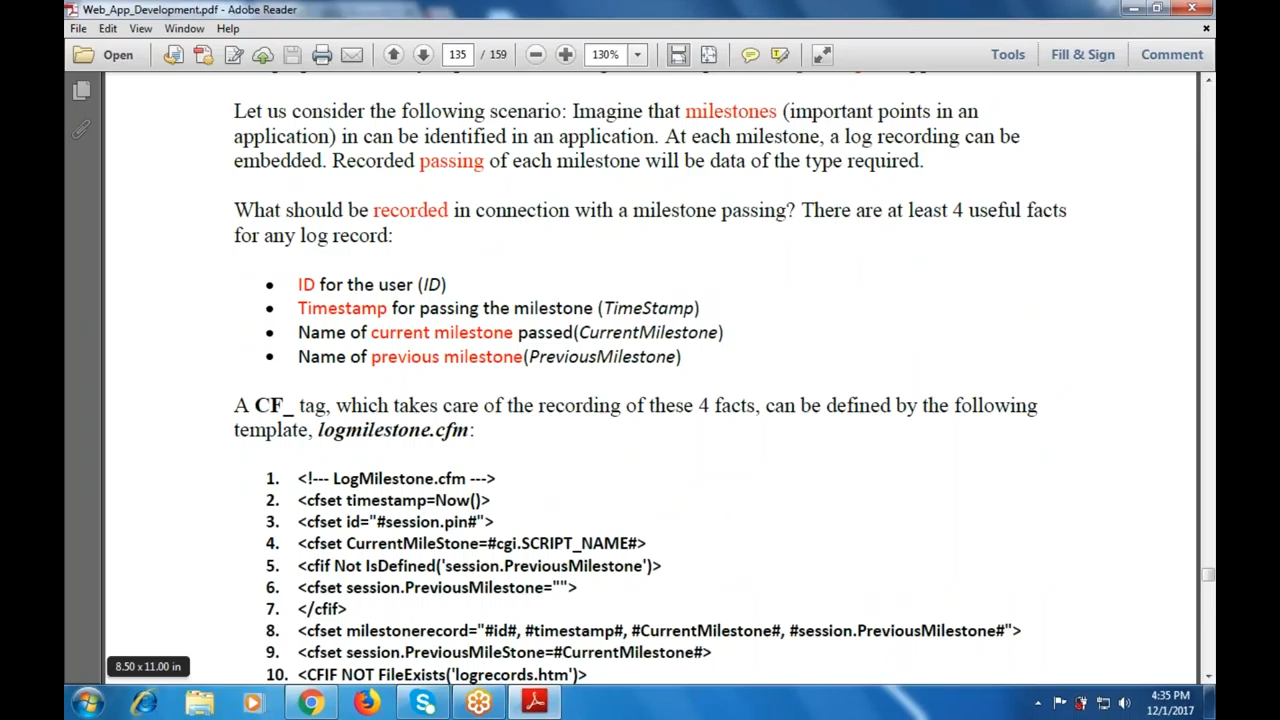 Web_App_Development.pdf - Adobe Reader
File Edit View Window Help
Open 135 / 159 130% Tools Fill & Sign Comment
Let us consider the following scenario: Imagine that milestones (important points in an
application) in can be identified in an application. At each milestone, a log recording can be
embedded. Recorded passing of each milestone will be data of the type required.
What should be recorded in connection with a milestone passing? There are at least 4 useful facts
for any log record:
• ID for the user (ID)
• Timestamp for passing the milestone (TimeStamp)
• Name of current milestone passed(CurrentMilestone)
• Name of previous milestone(PreviousMilestone)
A CF_ tag, which takes care of the recording of these 4 facts, can be defined by the following
template, logmilestone.cfm:
1. <!--- LogMilestone.cfm --->
2. <cfset timestamp=Now()>
3. <cfset id="#session.pin#">
4. <cfset CurrentMileStone=#cgi.SCRIPT_NAME#>
5. <cfif Not IsDefined('session.PreviousMilestone')>
6. <cfset session.PreviousMilestone="">
7. </cfif>
8. <cfset milestonerecord="#id#, #timestamp#, #CurrentMilestone#, #session.PreviousMilestone#">
9. <cfset session.PreviousMileStone=#CurrentMilestone#>
10. <CFIF NOT FileExists('logrecords.htm')>
8.50 x 11.00 in
4:35 PM
12/1/2017